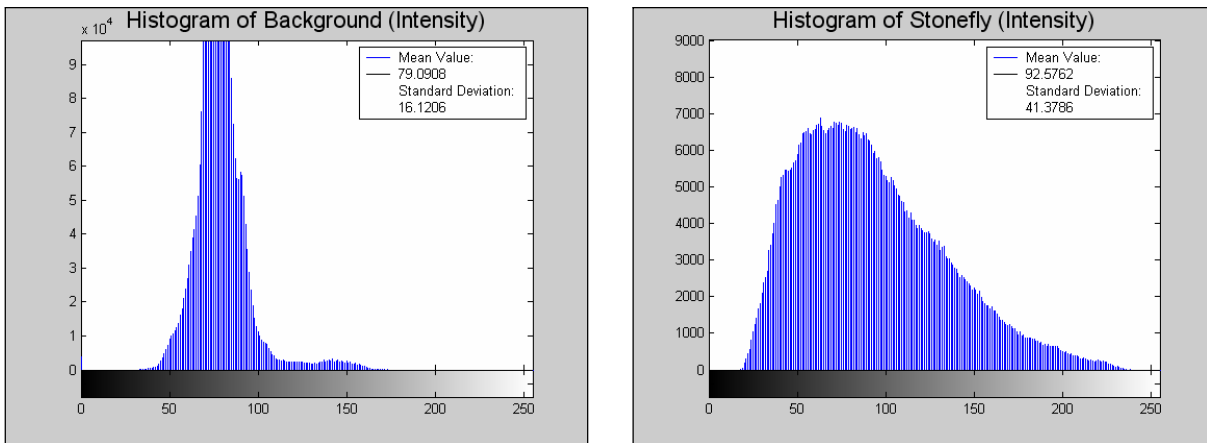 Histogram of Background (Intensity)
x 10⁴
Mean Value:
79.0908
Standard Deviation:
16.1206
9
8
7
6
5
4
3
2
1
0
0 50 100 150 200 250
Histogram of Stonefly (Intensity)
Mean Value:
92.5762
Standard Deviation:
41.3786
9000
8000
7000
6000
5000
4000
3000
2000
1000
0
0 50 100 150 200 250